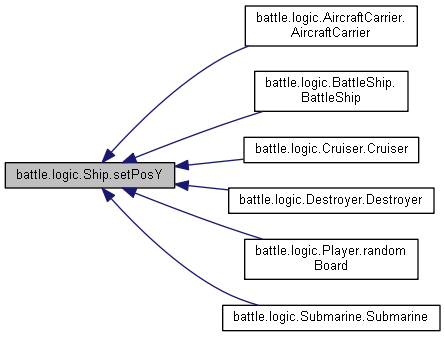 battle.logic.AircraftCarrier.
AircraftCarrier
battle.logic.BattleShip.
BattleShip
battle.logic.Cruiser.Cruiser
battle.logic.Ship.setPosY
battle.logic.Destroyer.Destroyer
battle.logic.Player.random
Board
battle.logic.Submarine.Submarine